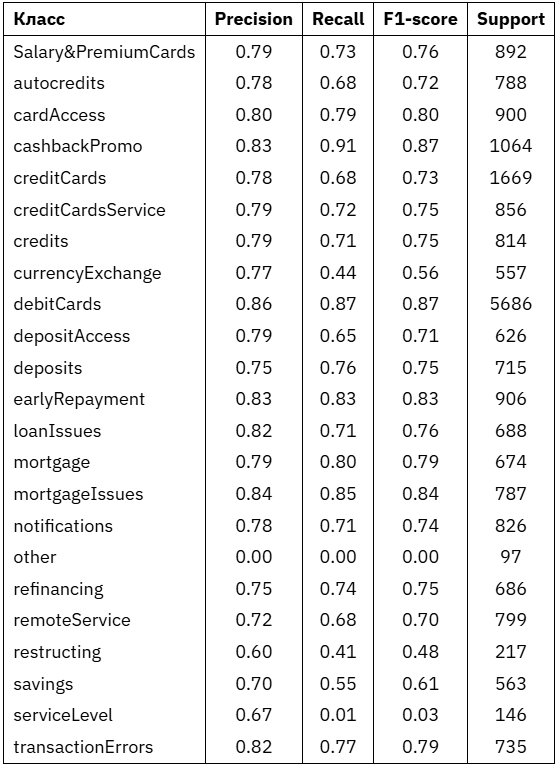 Класс Precision Recall F1-score Support
Salary&PremiumCards 0.79 0.73 0.76 892
autocredits 0.78 0.68 0.72 788
cardAccess 0.80 0.79 0.80 900
cashbackPromo 0.83 0.91 0.87 1064
creditCards 0.78 0.68 0.73 1669
creditCardsService 0.79 0.72 0.75 856
credits 0.79 0.71 0.75 814
currencyExchange 0.77 0.44 0.56 557
debitCards 0.86 0.87 0.87 5686
depositAccess 0.79 0.65 0.71 626
deposits 0.75 0.76 0.75 715
earlyRepayment 0.83 0.83 0.83 906
loanIssues 0.82 0.71 0.76 688
mortgage 0.79 0.80 0.79 674
mortgageIssues 0.84 0.85 0.84 787
notifications 0.78 0.71 0.74 826
other 0.00 0.00 0.00 97
refinancing 0.75 0.74 0.75 686
remoteService 0.72 0.68 0.70 799
restructing 0.60 0.41 0.48 217
savings 0.70 0.55 0.61 563
serviceLevel 0.67 0.01 0.03 146
transactionErrors 0.82 0.77 0.79 735